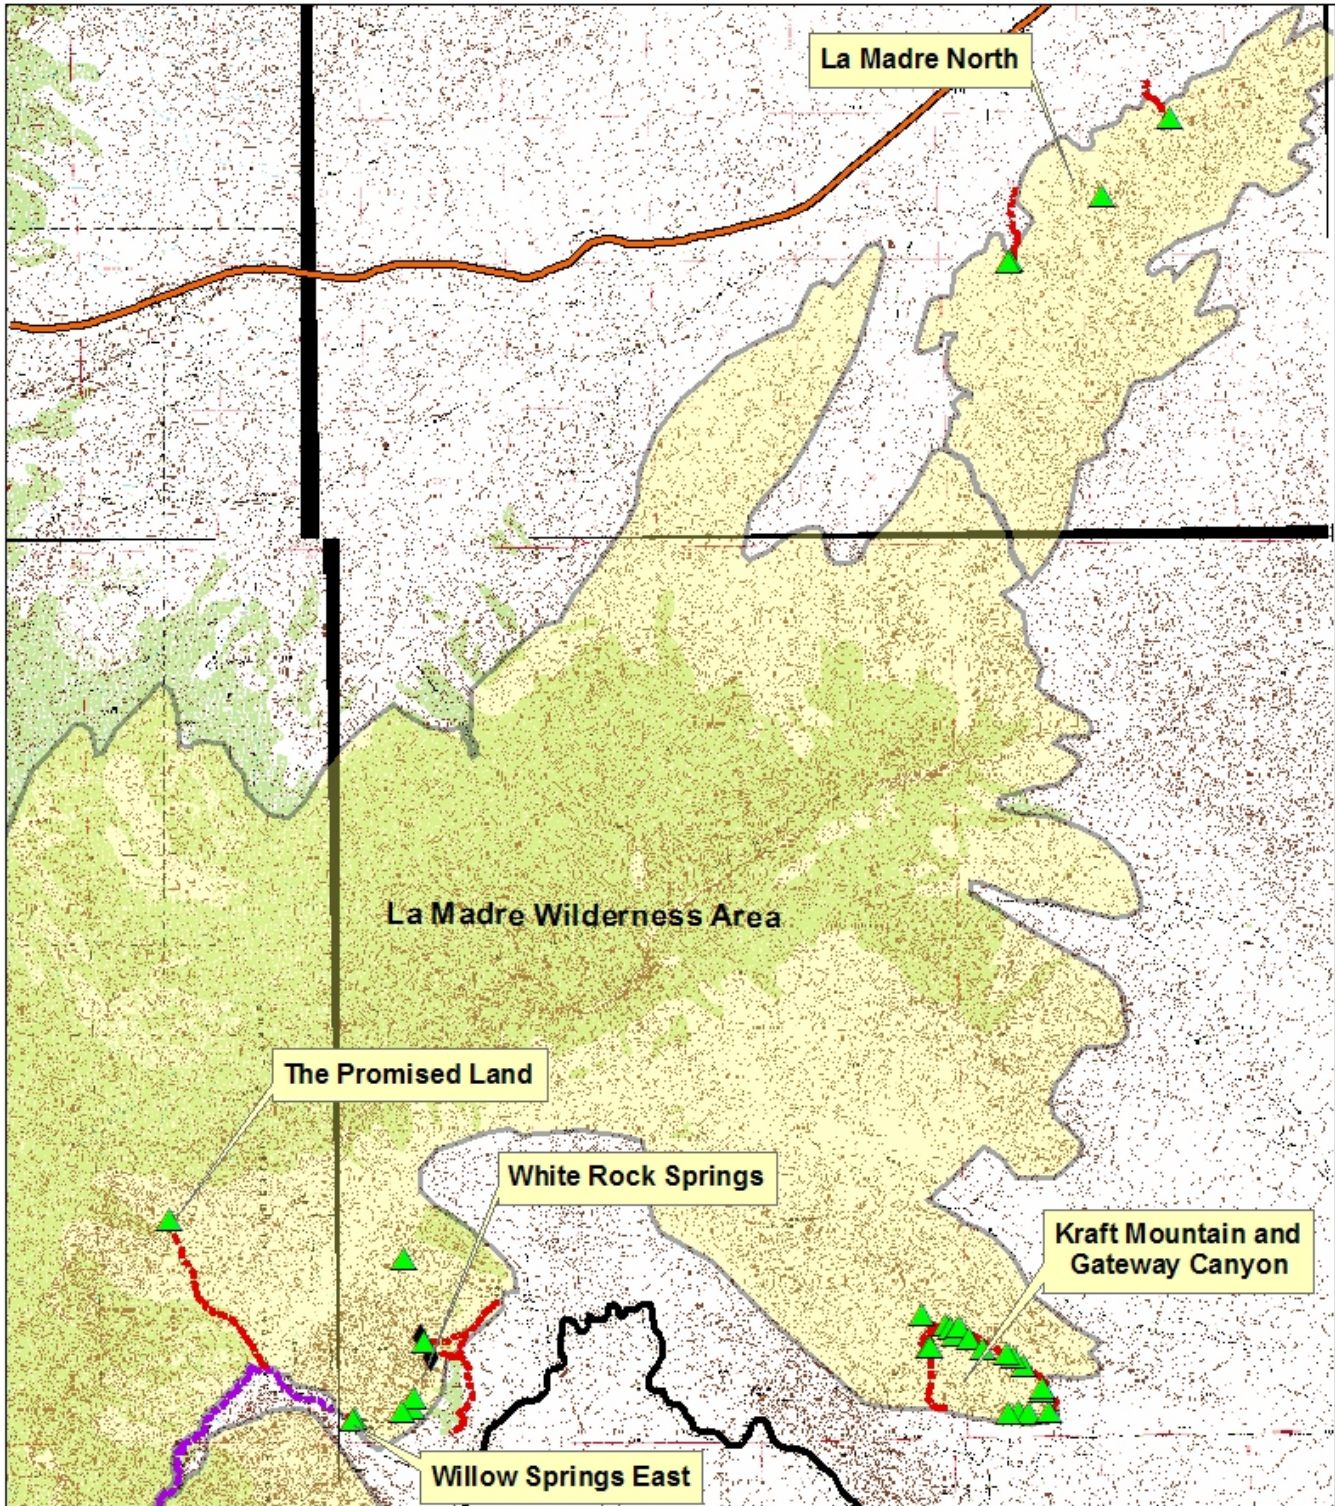 La Madre North
La Madre Wilderness Area
The Promised Land
White Rock Springs
Kraft Mountain and
Gateway Canyon
Willow Springs East